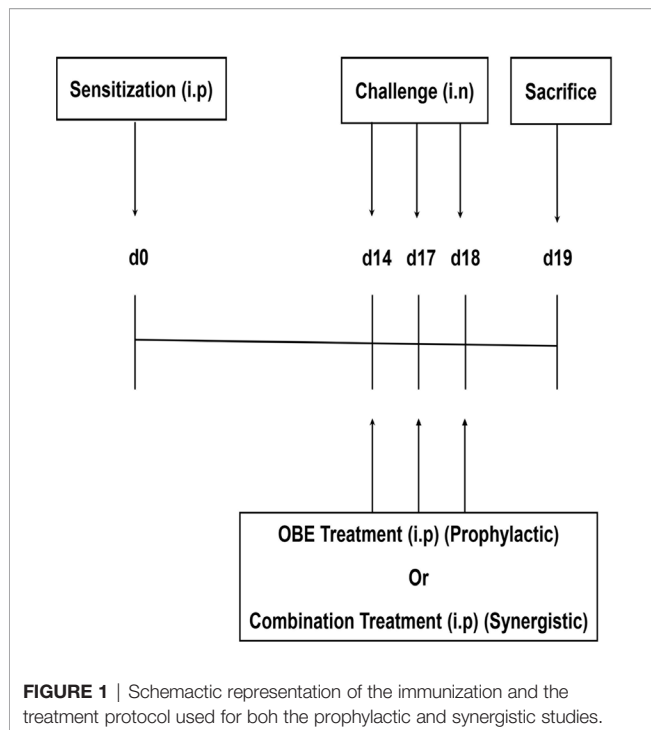 Sensitization (i.p)
Challenge (i.n)
Sacrifice
d0
d14
d17
d18
d19
OBE Treatment (i.p) (Prophylactic)
Or
Combination Treatment (i.p) (Synergistic)
FIGURE 1 | Schemactic representation of the immunization and the
treatment protocol used for boh the prophylactic and synergistic studies.